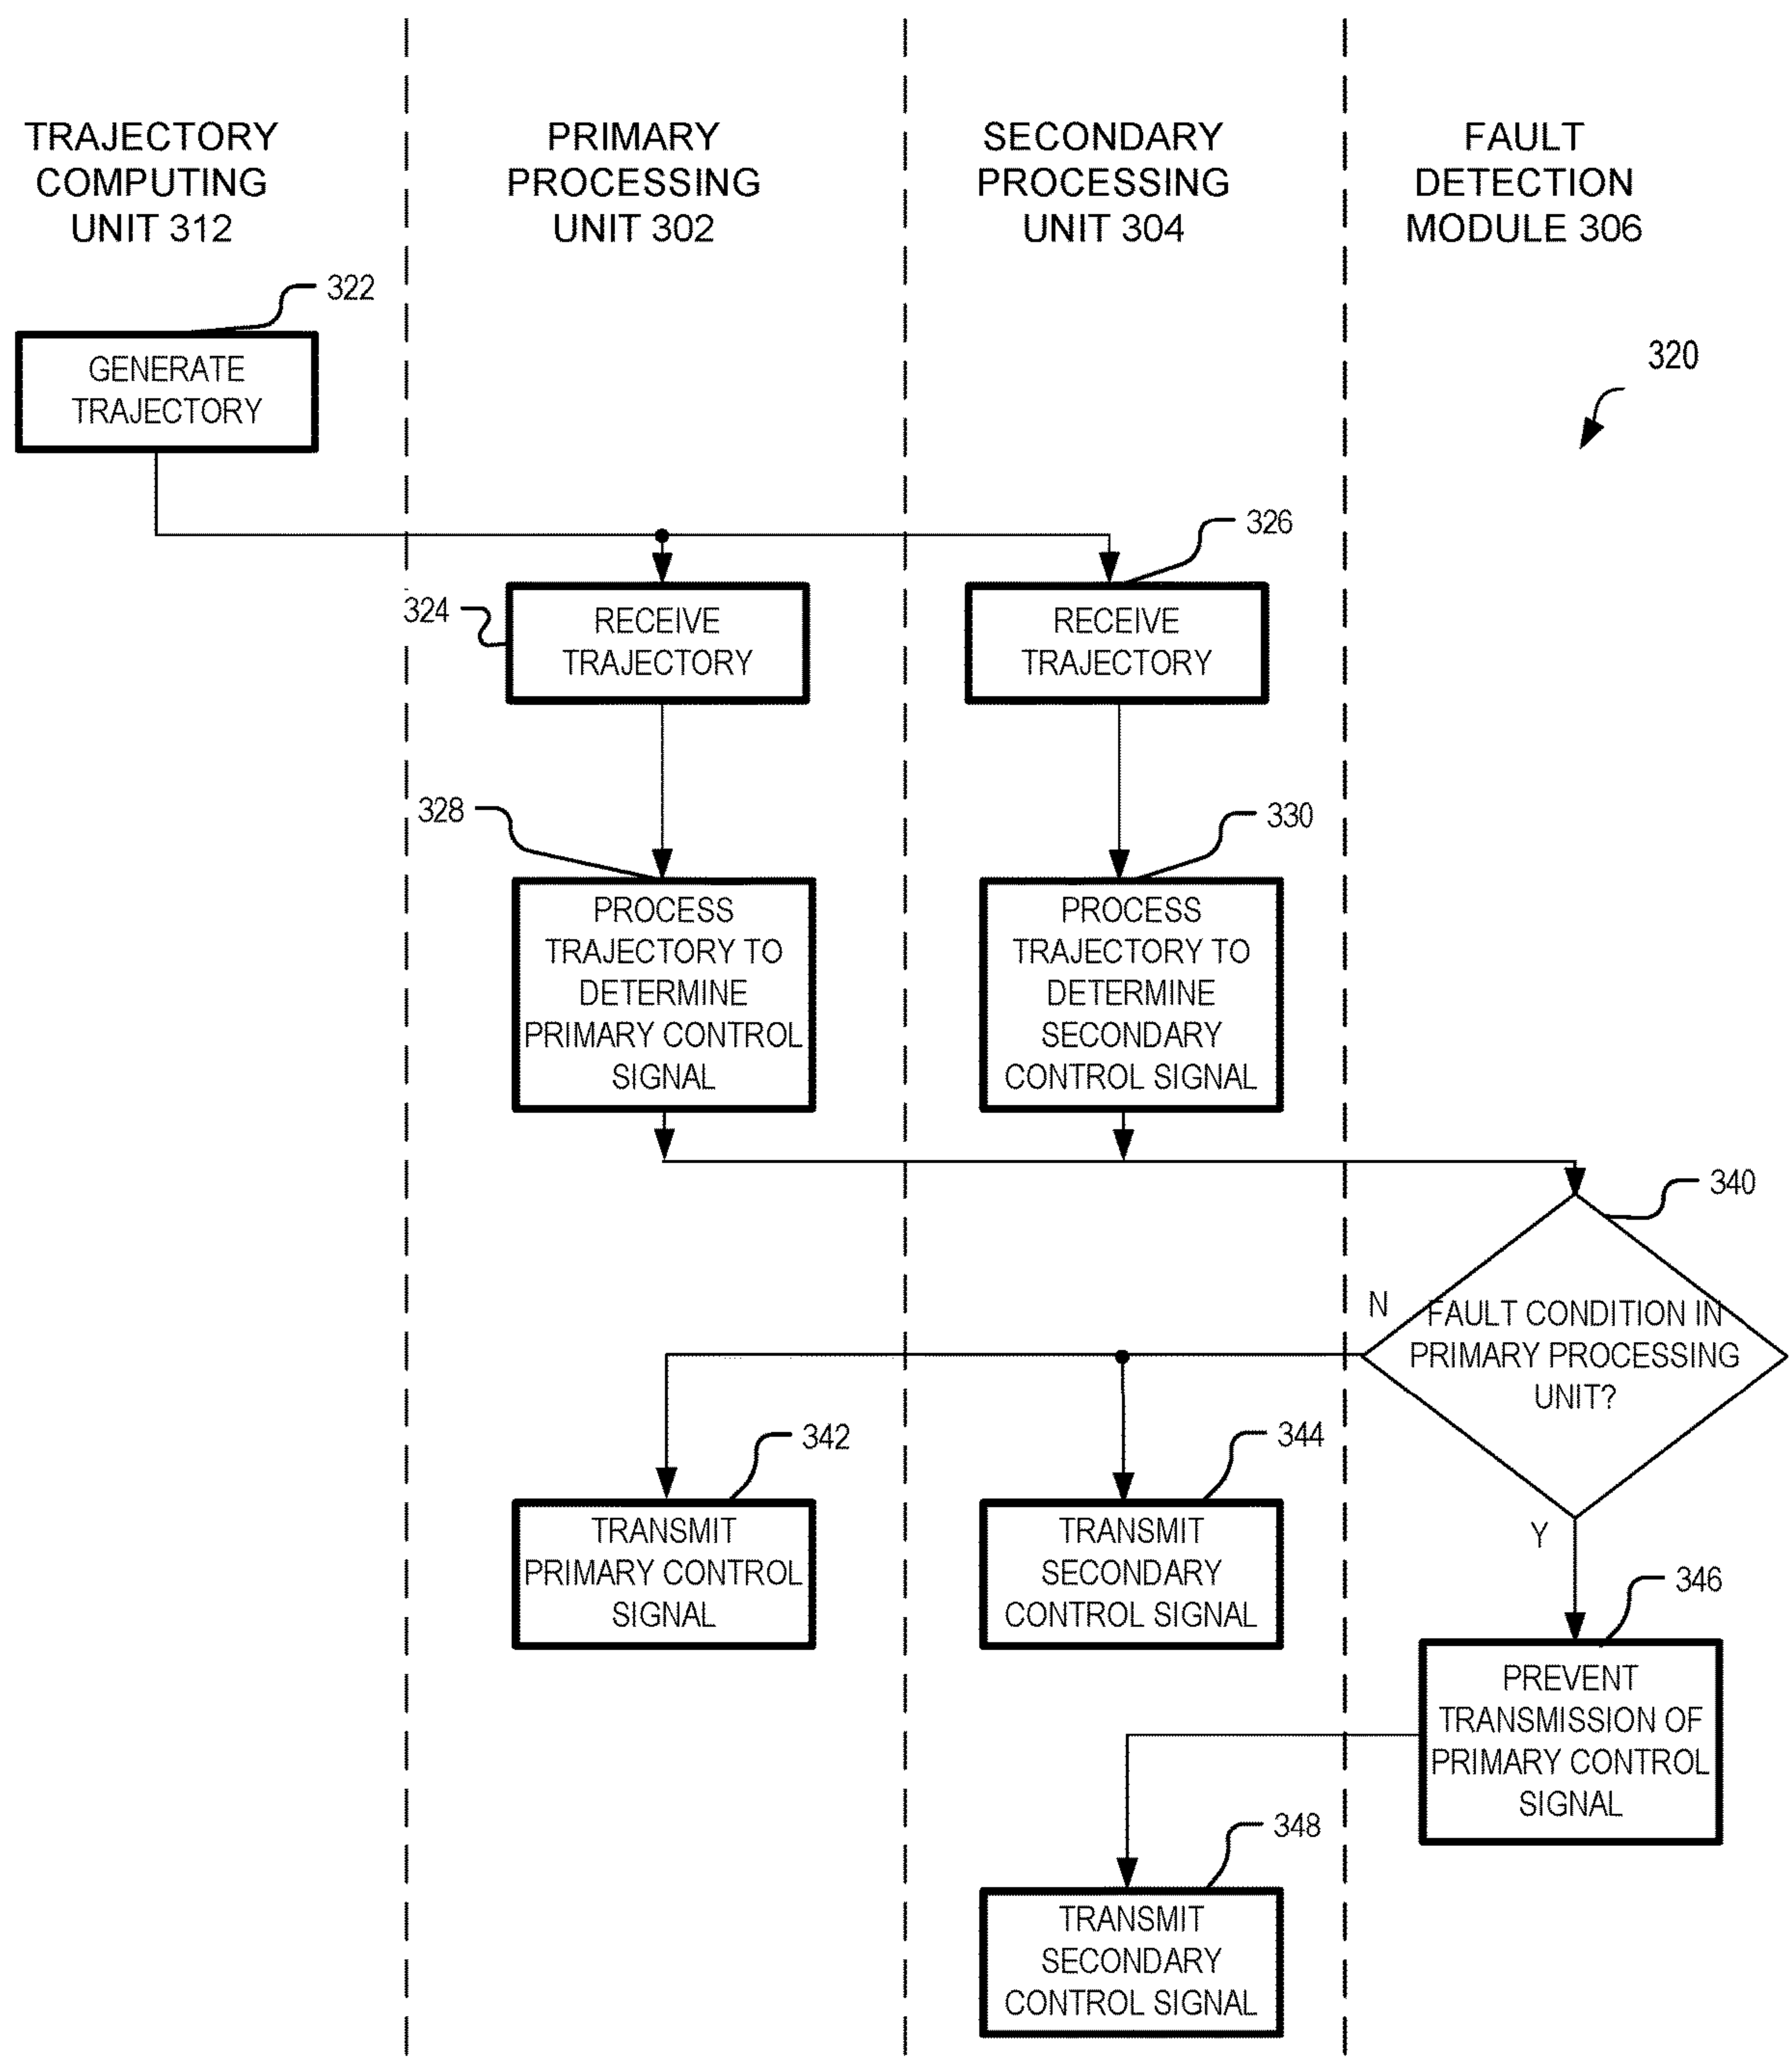 TRAJECTORY
COMPUTING
UNIT 312
PRIMARY
PROCESSING
UNIT 302
SECONDARY
PROCESSING
UNIT 304
FAULT
DETECTION
MODULE 306
322
GENERATE
TRAJECTORY
320
324
RECEIVE
TRAJECTORY
326
RECEIVE
TRAJECTORY
328
PROCESS
TRAJECTORY TO
DETERMINE
PRIMARY CONTROL
SIGNAL
330
PROCESS
TRAJECTORY TO
DETERMINE
SECONDARY
CONTROL SIGNAL
340
N
FAULT CONDITION IN
PRIMARY PROCESSING
UNIT?
Y
342
TRANSMIT
PRIMARY CONTROL
SIGNAL
344
TRANSMIT
SECONDARY
CONTROL SIGNAL
346
PREVENT
TRANSMISSION OF
PRIMARY CONTROL
SIGNAL
348
TRANSMIT
SECONDARY
CONTROL SIGNAL